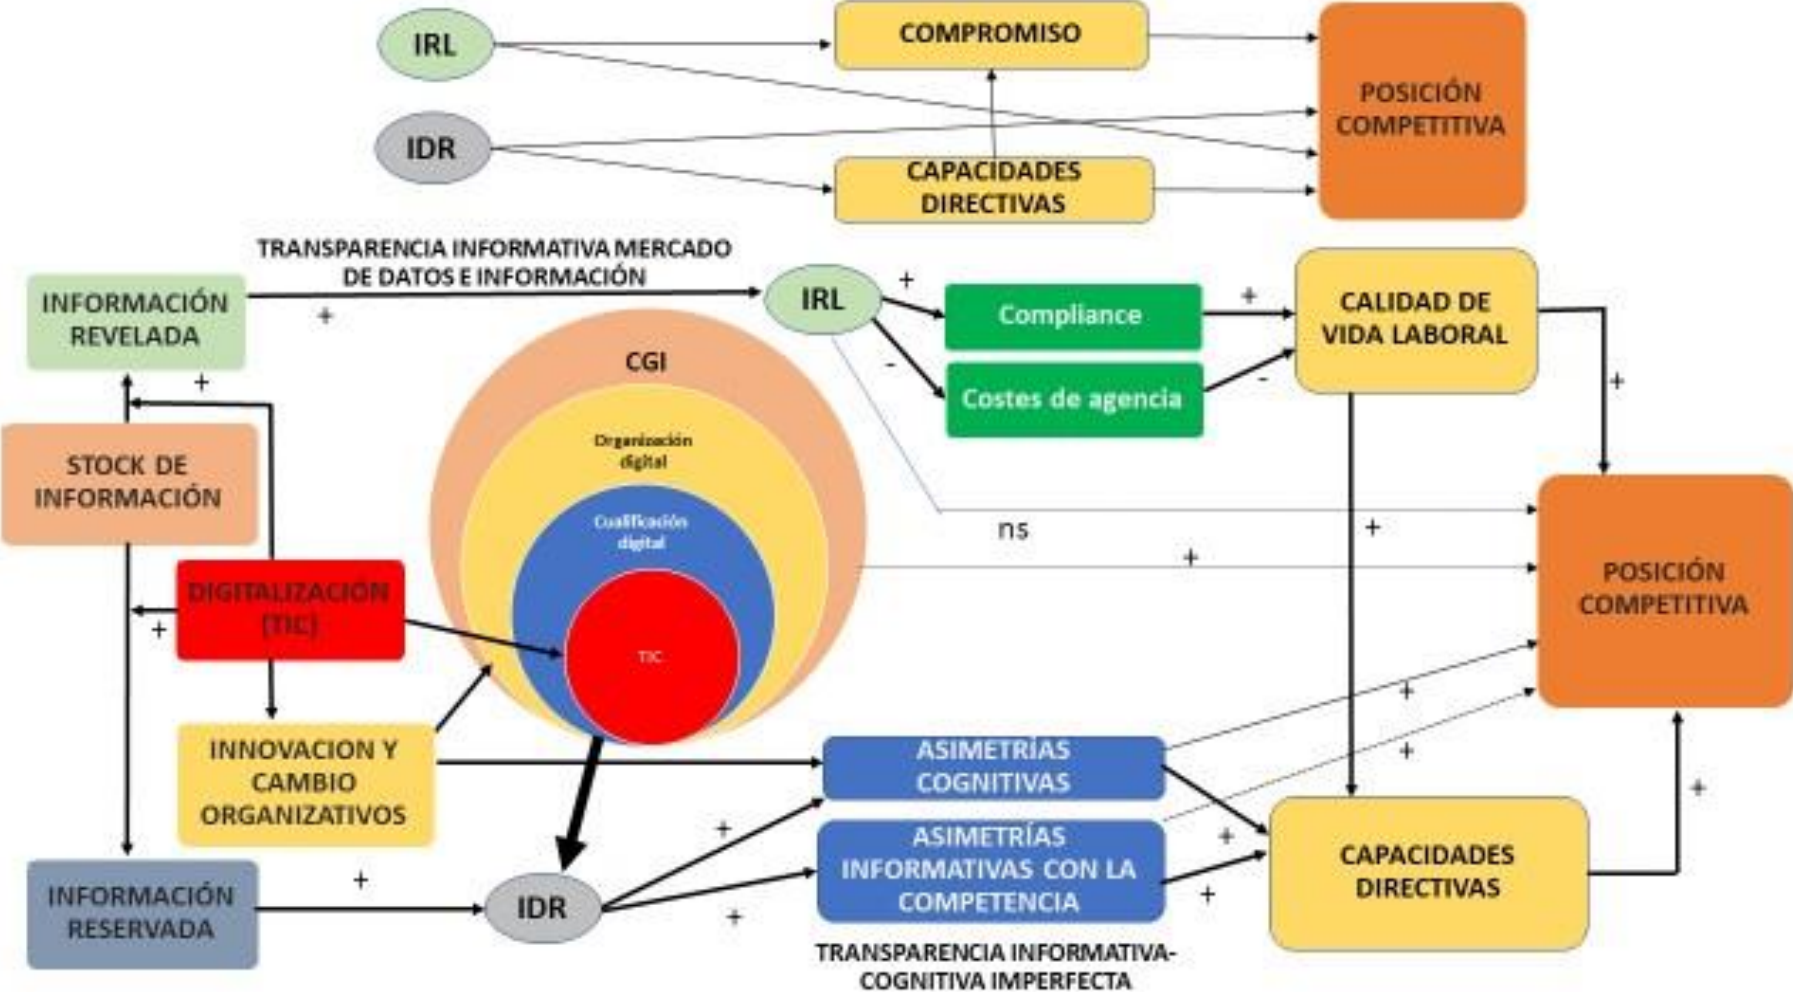 IRL
COMPROMISO
POSICIÓN
COMPETITIVA
IDR
CAPACIDADES
DIRECTIVAS
TRANSPARENCIA INFORMATIVA MERCADO
DE DATOS E INFORMACIÓN
INFORMACIÓN
REVELADA
+
IRL
+
-
Compliance
Costes de agencia
+
-
CALIDAD DE
VIDA LABORAL
+
+
STOCK DE
INFORMACIÓN
CGI
Organización
digital
Cualificación
digital
TIC
ns
+
+
POSICIÓN
COMPETITIVA
DIGITALIZACIÓN
(TIC)
+
INNOVACION Y
CAMBIO
ORGANIZATIVOS
ASIMETRÍAS
COGNITIVAS
+
+
ASIMETRÍAS
INFORMATIVAS CON LA
COMPETENCIA
+
+
+
CAPACIDADES
DIRECTIVAS
INFORMACIÓN
RESERVADA
+
IDR
+
+
TRANSPARENCIA INFORMATIVA-
COGNITIVA IMPERFECTA